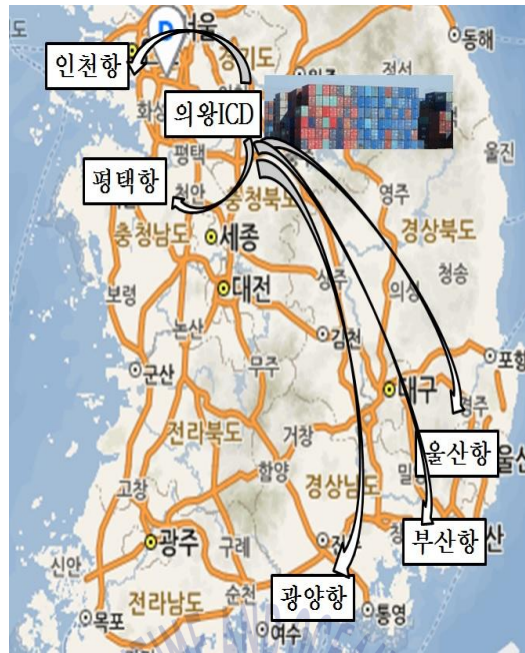 동해
인천항
경기도
정선
의왕ICD
울진
평택
평택항
천안
충청북도
영주
충청남도
세종
경상북도
청송
보령
대전
상주
의성
논산
김천
포항
군산
무주
대구
경주
전라북도
거창
울산항
울산
함양
고창
경상남도
부산항
광주
구례
신안
광양항
순천
전라남도
목포
통영
여수